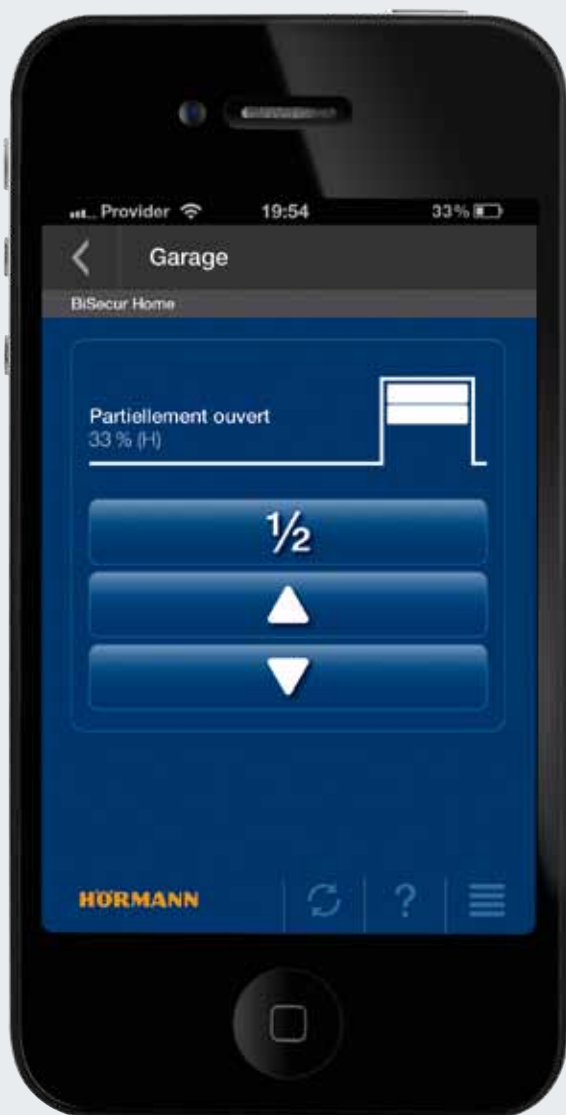 Provider 19:54 33%
Garage
BiSecur Home
Partiellement ouvert
33 % (H)
½
HÖRMANN
?